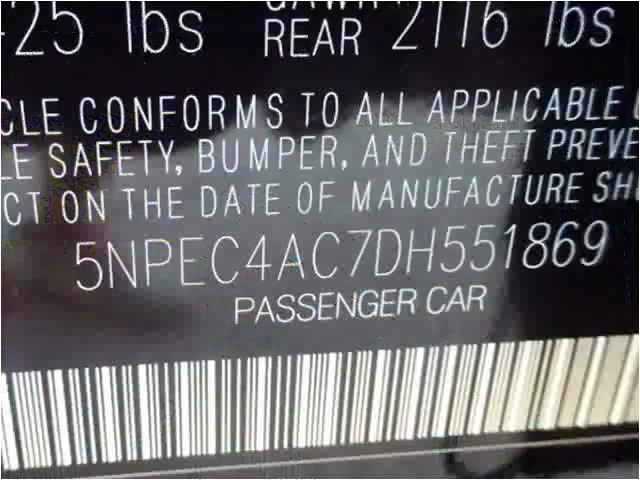 25 lbs REAR 2116 lbs
CLE CONFORMS TO ALL APPLICABLE
LE SAFETY, BUMPER, AND THEFT PREVE
CT ON THE DATE OF MANUFACTURE SH
5NPEC4AC7DH551869
PASSENGER CAR